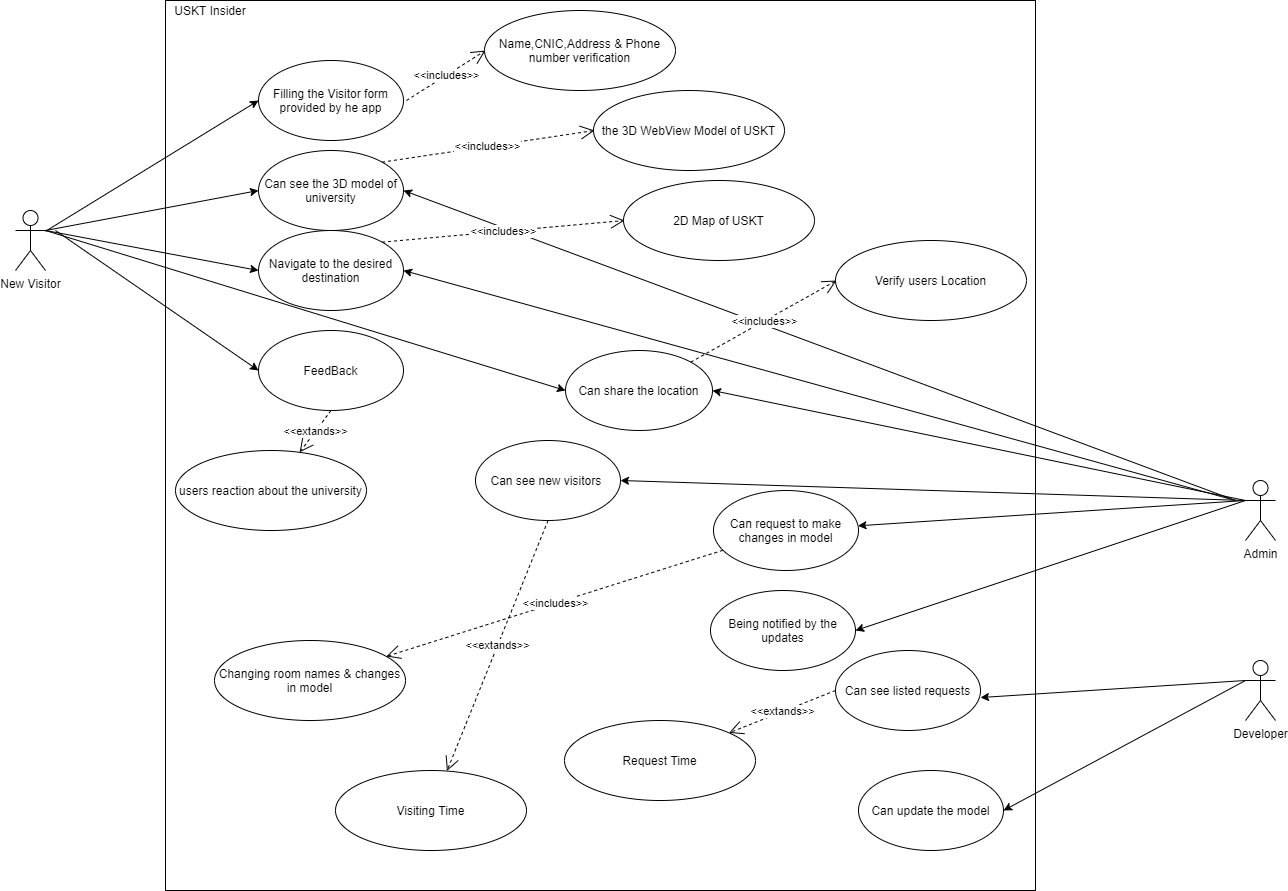 USKT Insider
Name,CNIC,Address & Phone
number verification
<<includes>>
Filling the Visitor form
provided by he app
the 3D WebView Model of USKT
<<includes>>
Can see the 3D model of
university
2D Map of USKT
<<includes>>
Navigate to the desired
destination
New Visitor
Verify users Location
<<includes>>
FeedBack
Can share the location
<<extands>>
users reaction about the university
Can see new visitors
Can request to make
changes in model
Admin
<<includes>>
Being notified by the
updates
<<extands>>
Changing room names & changes
in model
Can see listed requests
<<extands>>
Developer
Request Time
Visiting Time
Can update the model